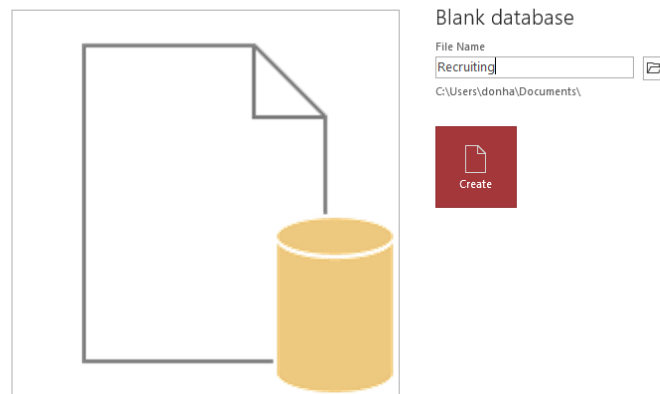 Blank database
File Name
Recruiting
C:\Users\donha\Documents\
Create